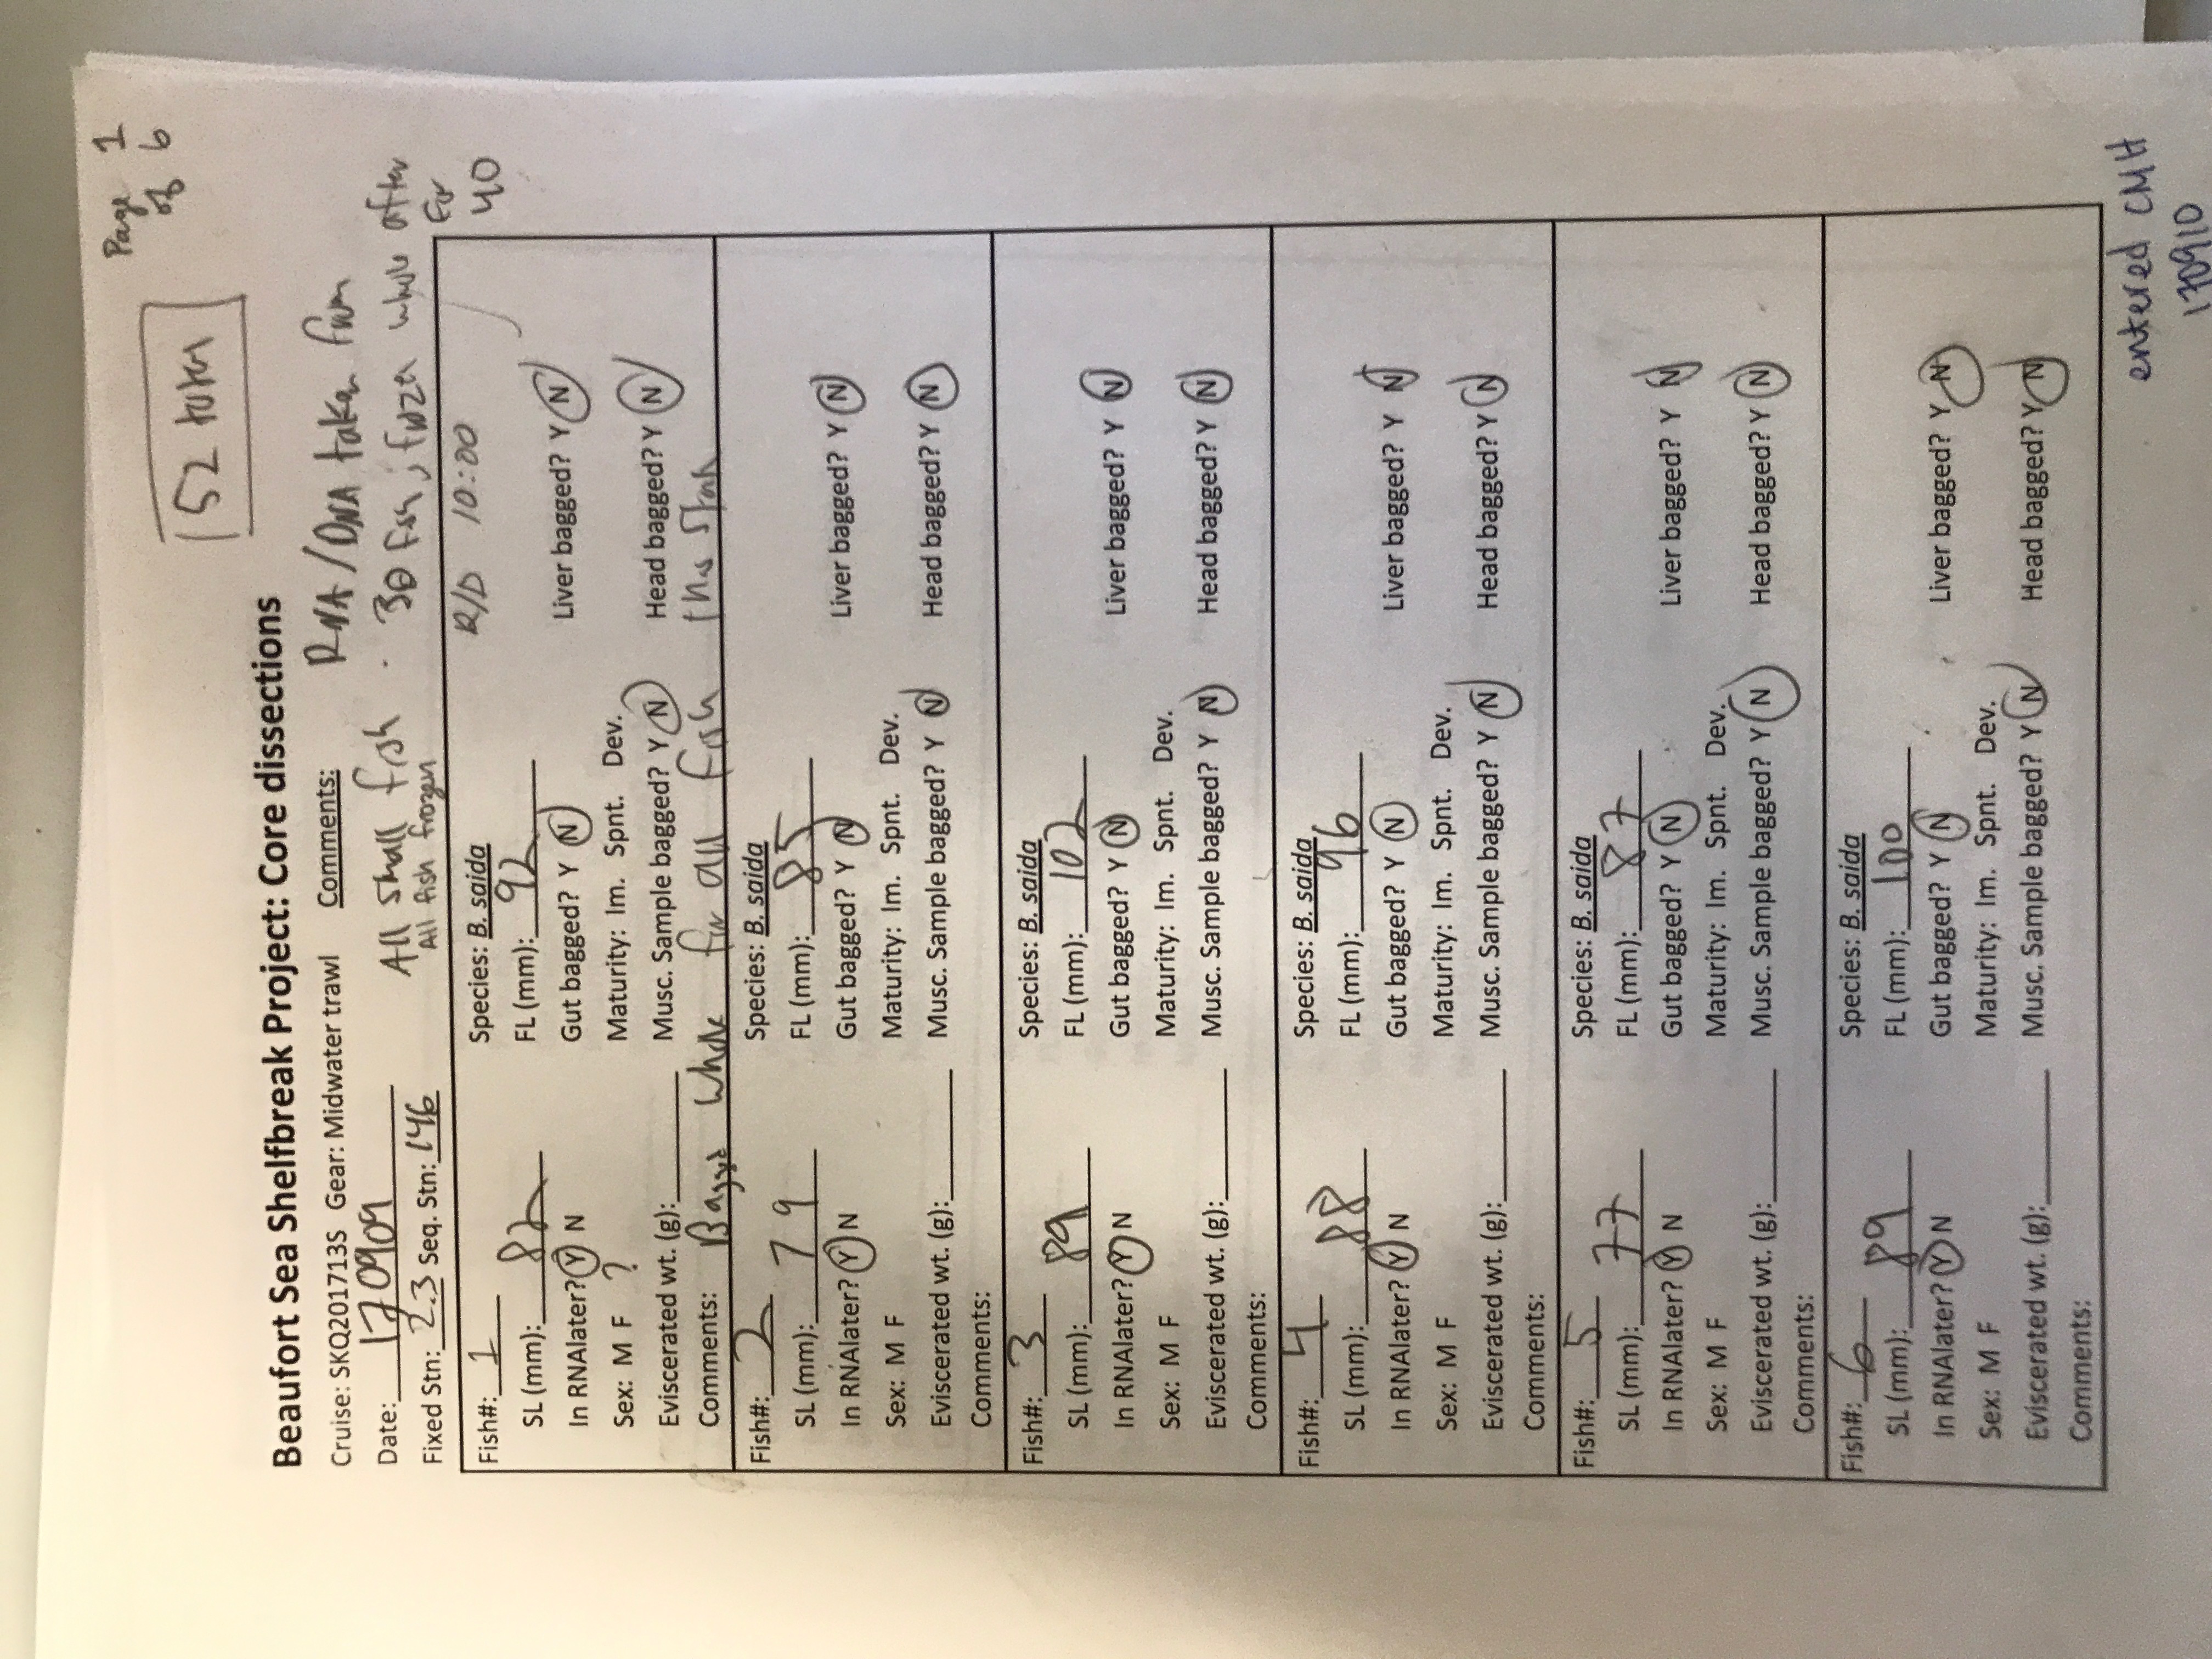 Page 1
of 6
152 total
Beaufort Sea Shelfbreak Project: Core dissections
Cruise: SKQ201713S Gear: Midwater trawl Comments: RNA/DNA taken from
Date: 170909 All small fish. 30 fish; frozen whole after
All fish frozen For
Fixed Stn: 2.3 Seq. Stn: 146 R/D 10:00 40
Fish#: 1 Species: B. saida
SL (mm): 82 FL (mm): 92 Liver bagged? Y N
In RNAlater? Y N Gut bagged? Y N
Sex: M F ? Maturity: Im. Spnt. Dev.
Eviscerated wt. (g): Musc. Sample bagged? Y N Head bagged? Y N
Comments: Bagged whole for all fish this statn
Fish#: 2 Species: B. saida
SL (mm): 79 FL (mm): 85
In RNAlater? Y N Gut bagged? Y N Liver bagged? Y N
Sex: M F Maturity: Im. Spnt. Dev.
Eviscerated wt. (g): Musc. Sample bagged? Y N Head bagged? Y N
Comments:
Fish#: 3 Species: B. saida
SL (mm): 89 FL (mm): 102
In RNAlater? Y N Gut bagged? Y N Liver bagged? Y N
Sex: M F Maturity: Im. Spnt. Dev.
Eviscerated wt. (g): Musc. Sample bagged? Y N Head bagged? Y N
Comments:
Fish#: 4 Species: B. saida
SL (mm): 88 FL (mm): 96
In RNAlater? Y N Gut bagged? Y N Liver bagged? Y N
Sex: M F Maturity: Im. Spnt. Dev.
Eviscerated wt. (g): Musc. Sample bagged? Y N Head bagged? Y N
Comments:
Fish#: 5 Species: B. saida
SL (mm): 77 FL (mm): 87
In RNAlater? Y N Gut bagged? Y N Liver bagged? Y N
Sex: M F Maturity: Im. Spnt. Dev.
Eviscerated wt. (g): Musc. Sample bagged? Y N Head bagged? Y N
Comments:
Fish#: 6 Species: B. saida
SL (mm): 89 FL (mm): 100
In RNAlater? Y N Gut bagged? Y N Liver bagged? Y N
Sex: M F Maturity: Im. Spnt. Dev.
Eviscerated wt. (g): Musc. Sample bagged? Y N Head bagged? Y N
Comments:
entered CMH
170910